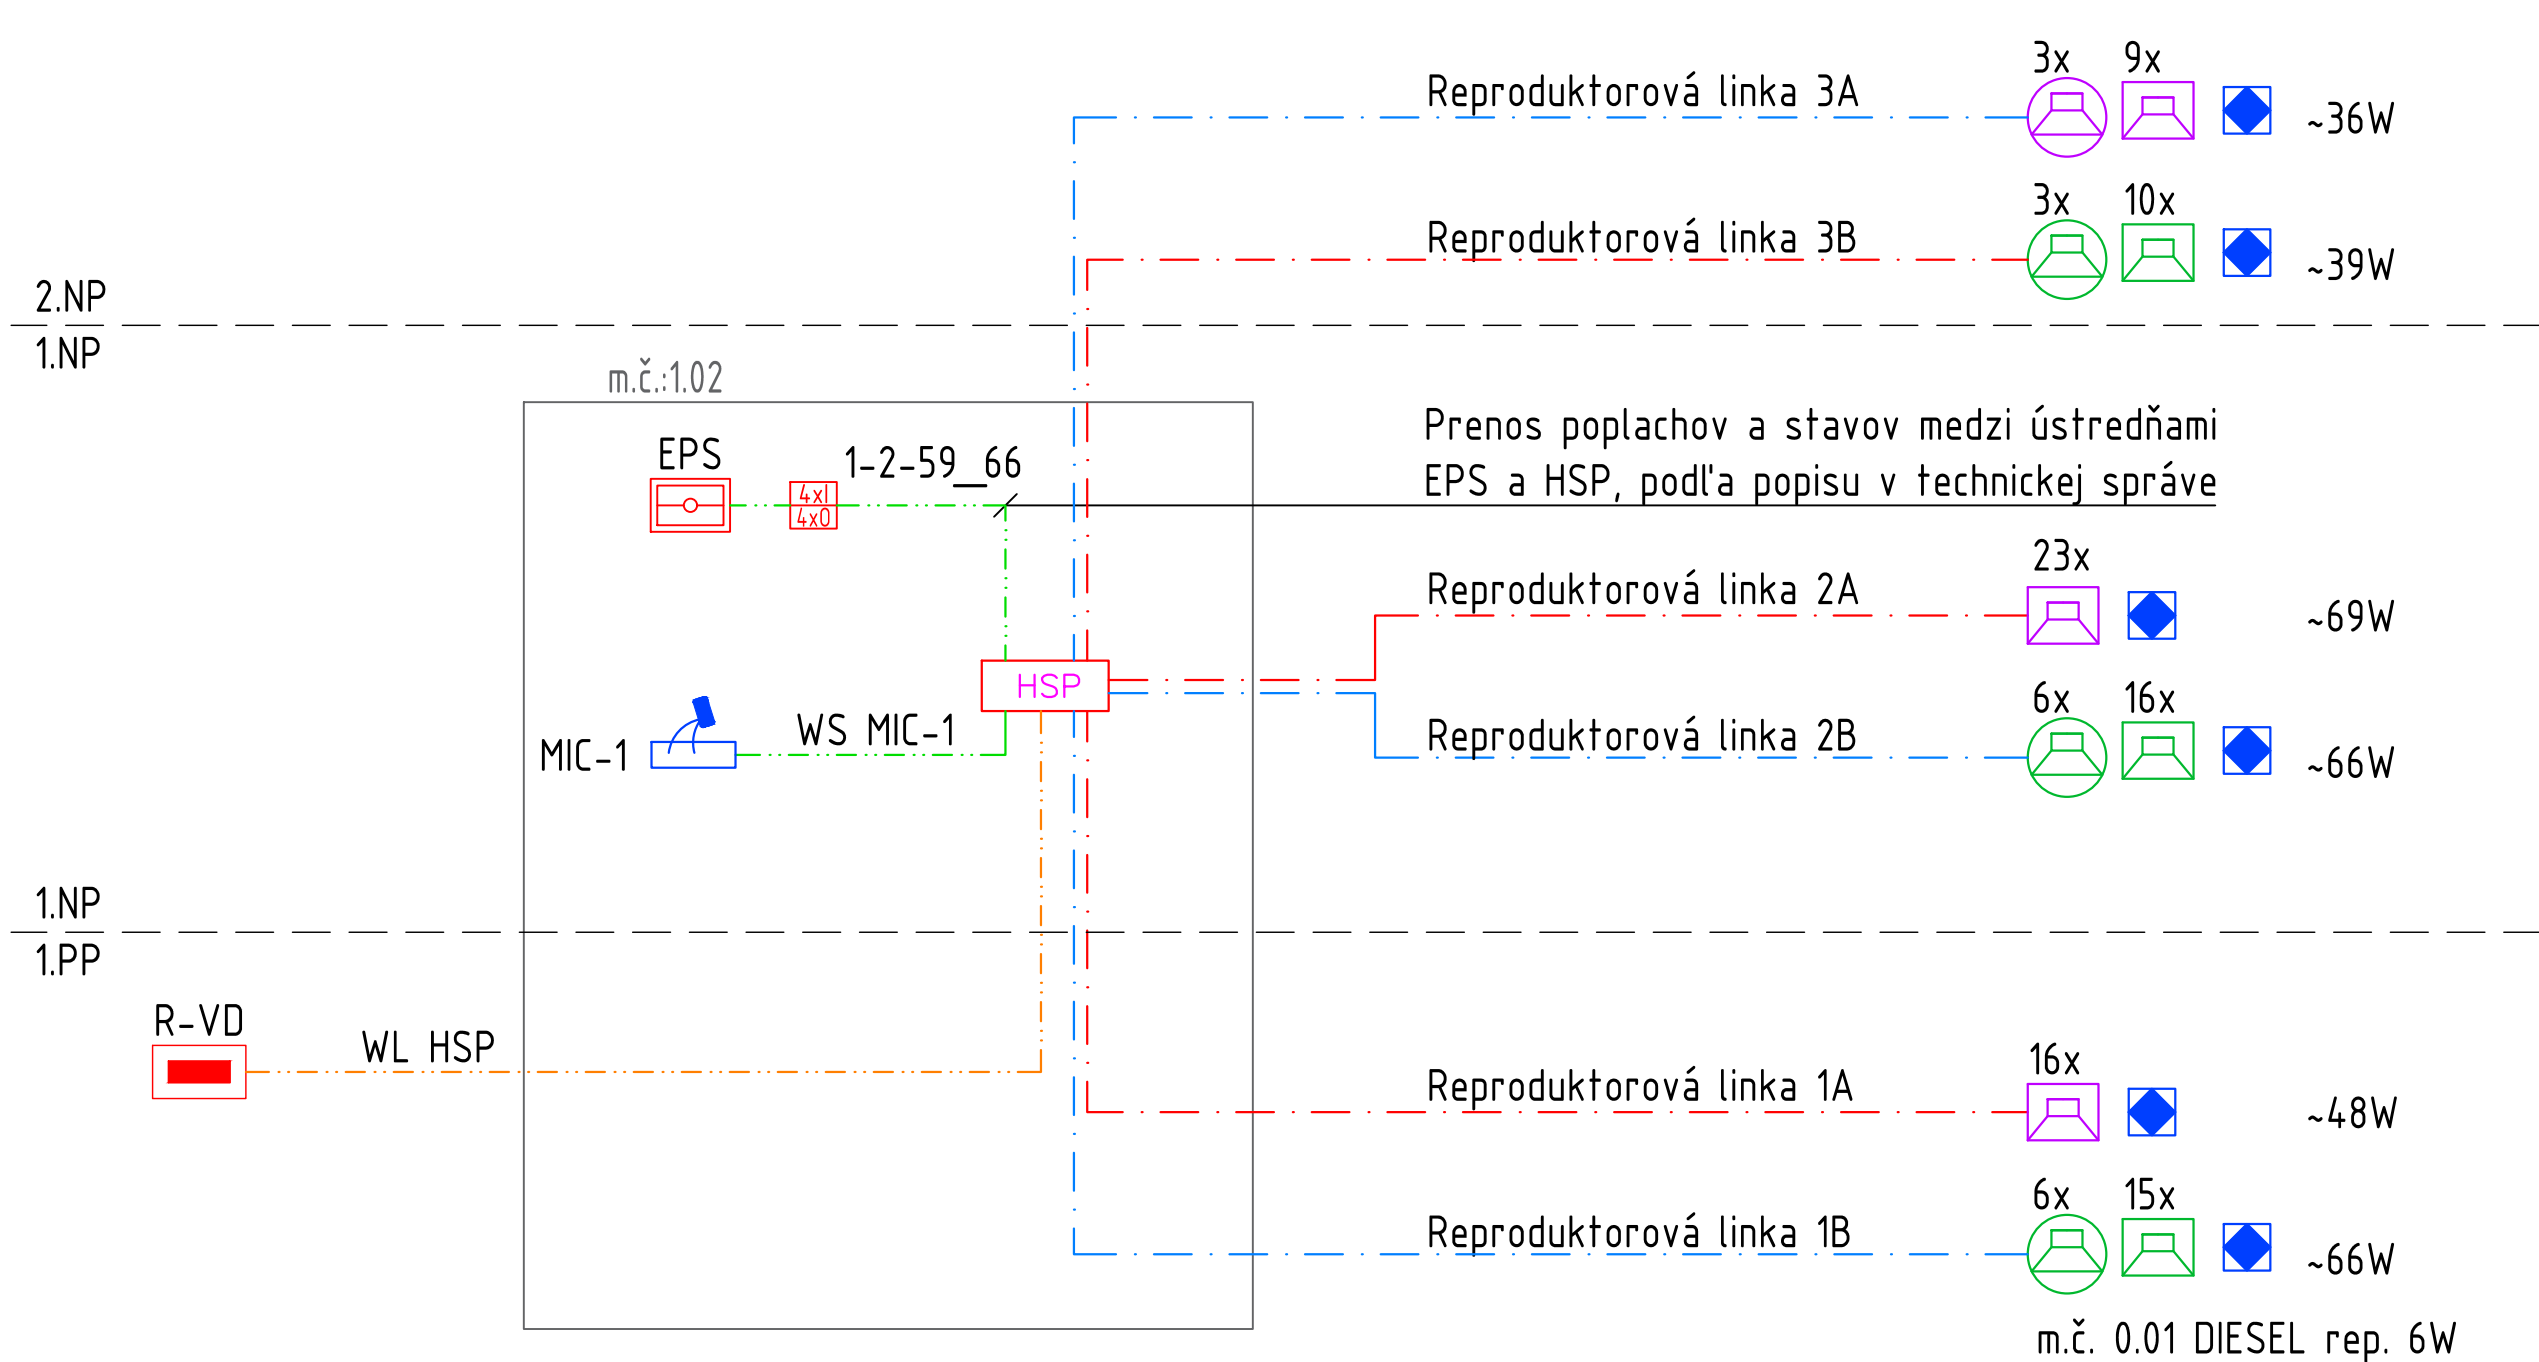 3x 9x
Reproduktorová linka 3A
~36W
3x 10x
Reproduktorová linka 3B
~39W
2.NP
1.NP
m.č.:1.02
Prenos poplachov a stavov medzi ústredňami
EPS a HSP, podľa popisu v technickej správe
EPS
1-2-59__66
4xI
4xO
23x
Reproduktorová linka 2A
~69W
HSP
6x 16x
Reproduktorová linka 2B
~66W
WS MIC-1
MIC-1
1.NP
1.PP
R-VD
WL HSP
16x
Reproduktorová linka 1A
~48W
6x 15x
Reproduktorová linka 1B
~66W
m.č. 0.01 DIESEL rep. 6W